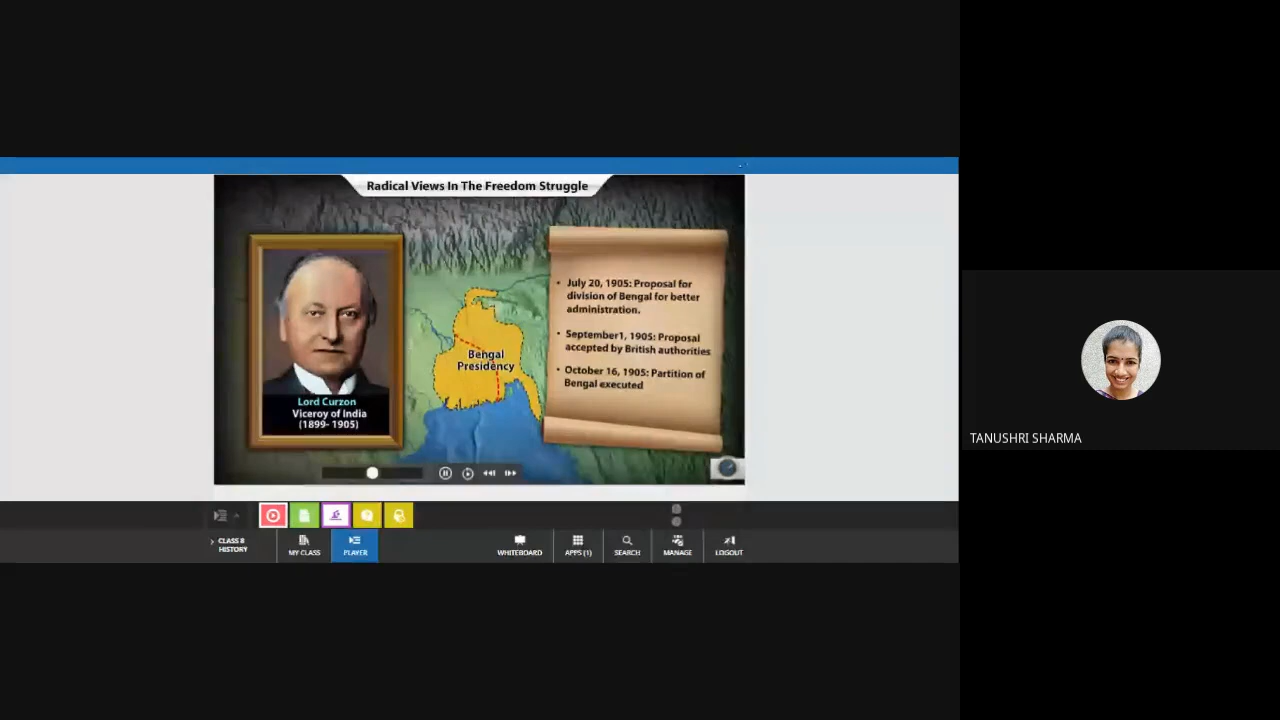 Radical Views In The Freedom Struggle
Lord Curzon
Viceroy of India
(1899- 1905)
Bengal
Presidency
• July 20, 1905: Proposal for
division of Bengal for better
administration.
• September1, 1905: Proposal
accepted by British authorities
• October 16, 1905: Partition of
Bengal executed
TANUSHRI SHARMA
CLASS 8
HISTORY
MY CLASS
PLAYER
WHITEBOARD
APPS (1)
SEARCH
MANAGE
LOGOUT